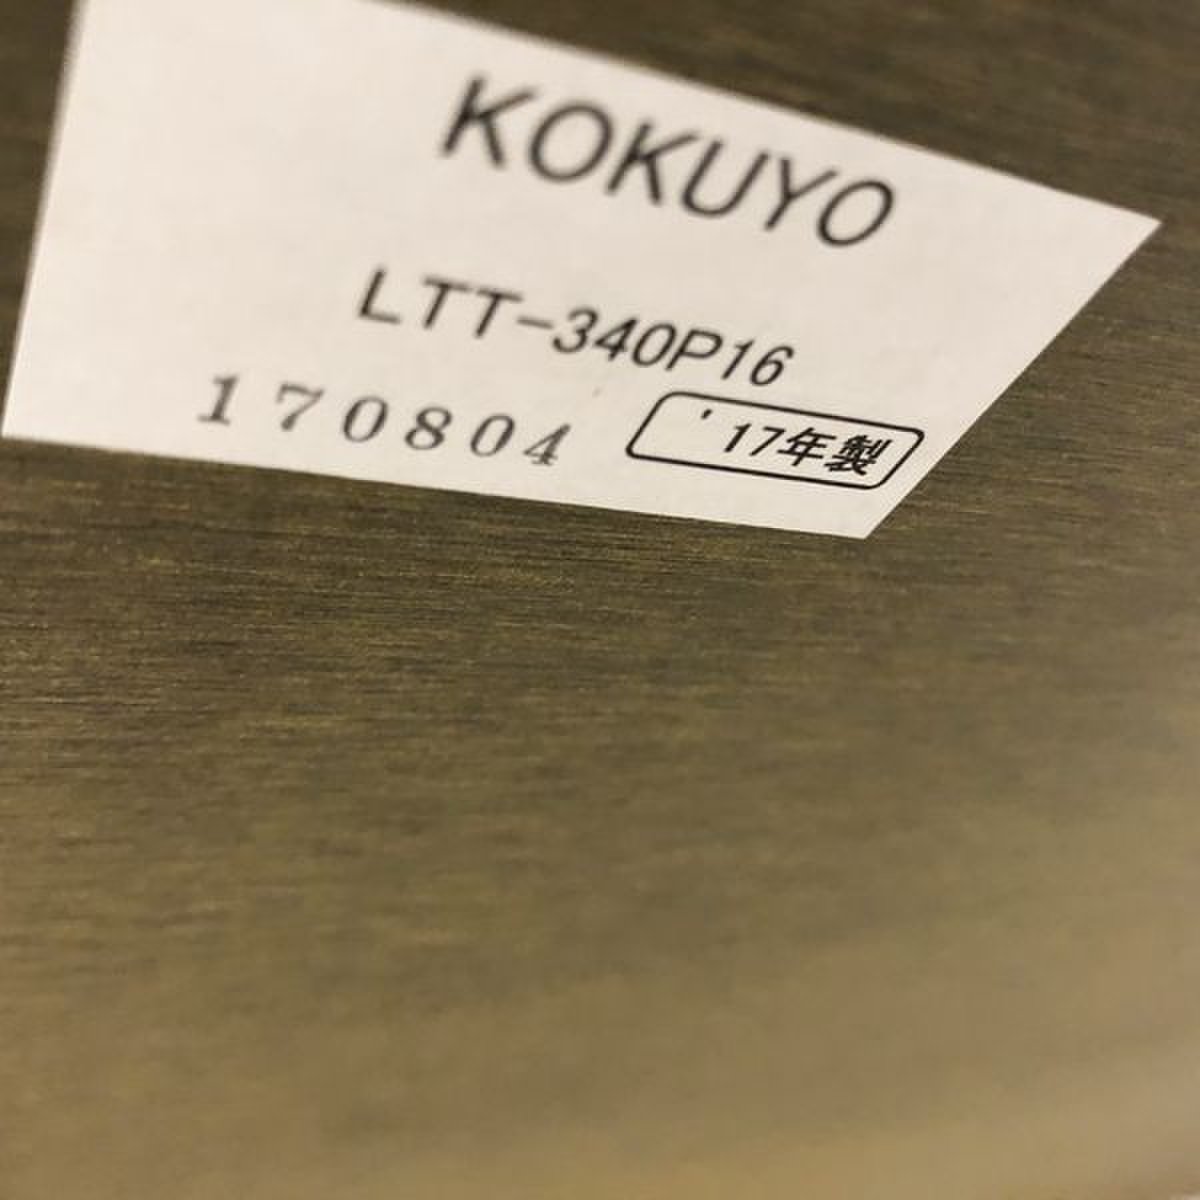 KOKUYO
LTT-340P16
170804
'17年製